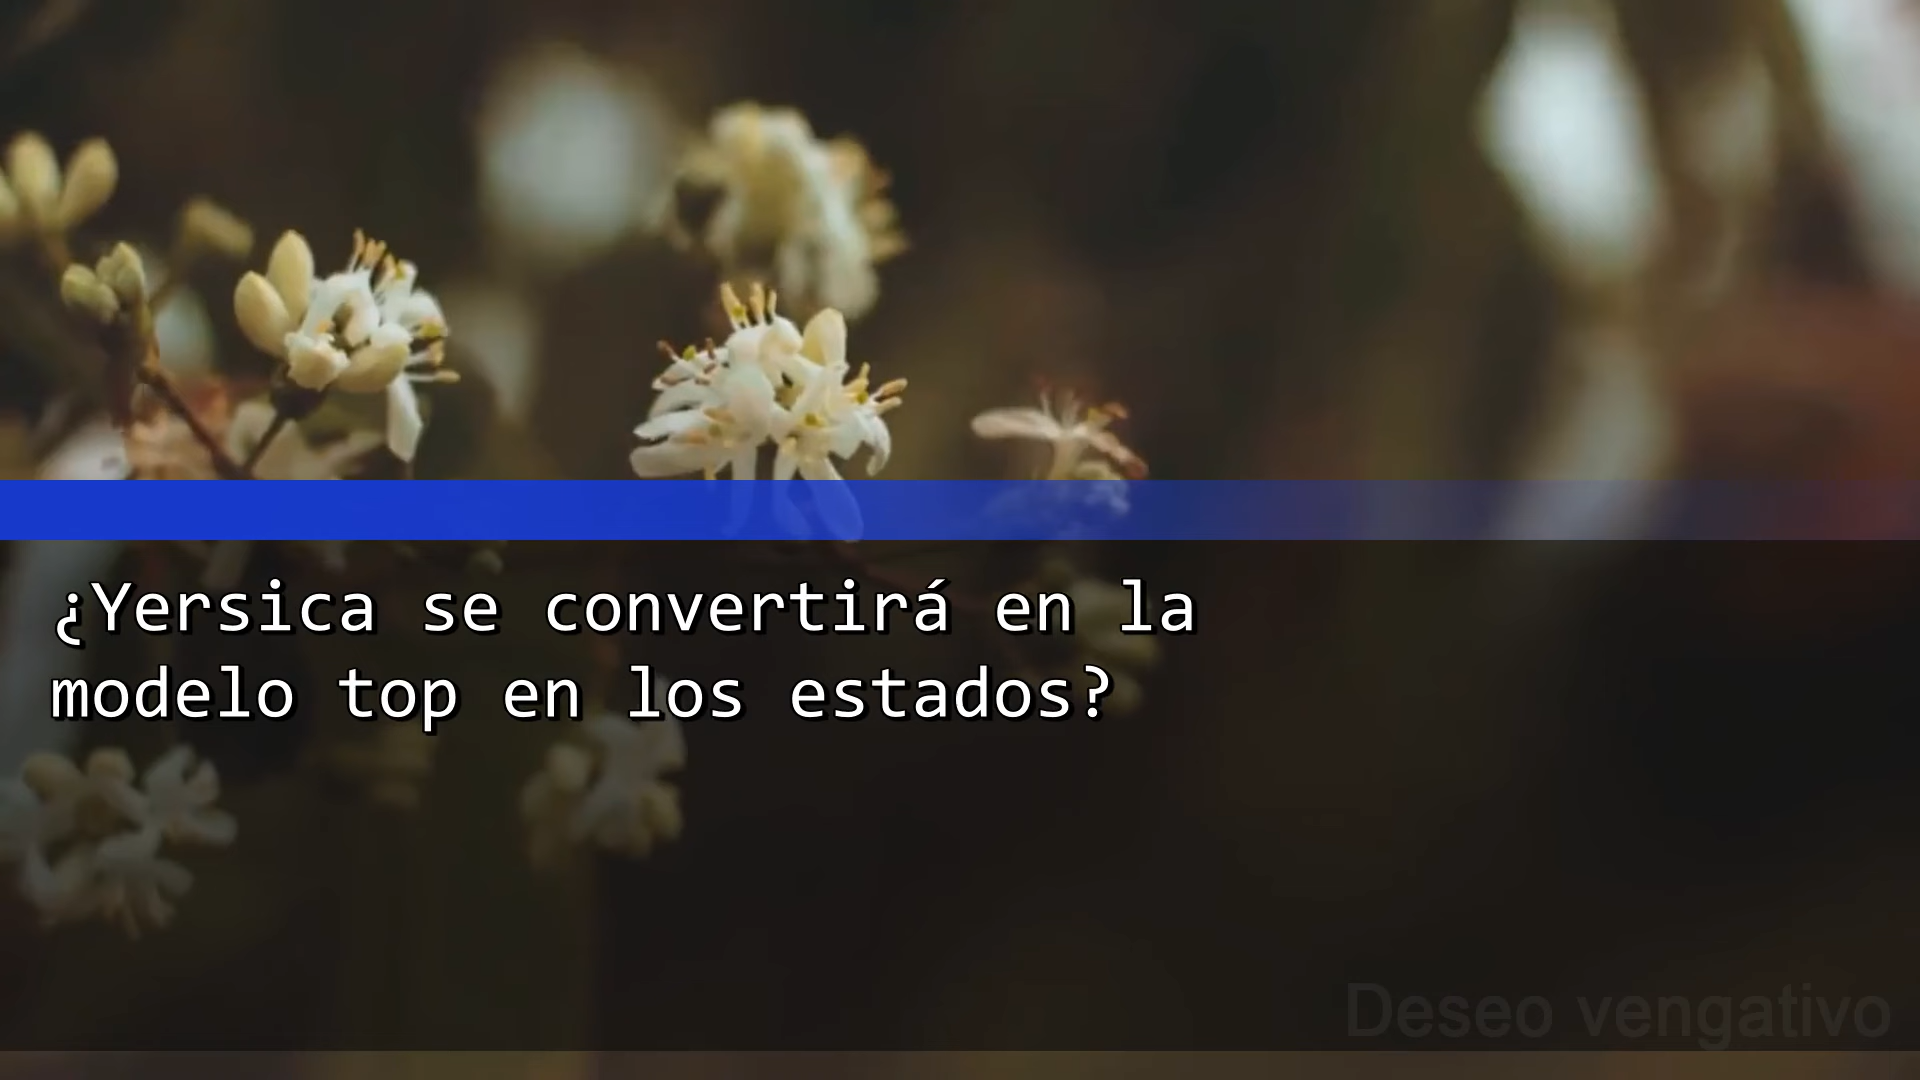 ¿Yersica se convertirá en la
modelo top en los estados?
Deseo vengativo